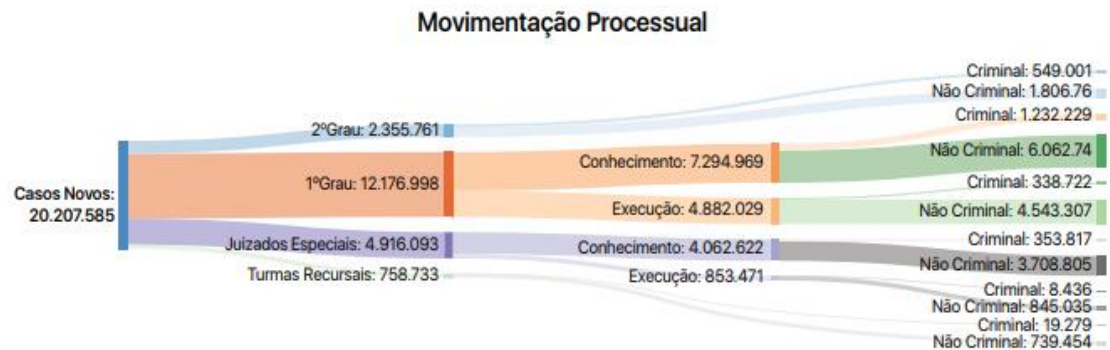 Movimentação Processual
Casos Novos:
20.207.585
2ºGrau: 2.355.761
1ºGrau: 12.176.998
Juizados Especiais: 4.916.093
Turmas Recursais: 758.733
Conhecimento: 7.294.969
Execução: 4.882.029
Conhecimento: 4.062.622
Execução: 853.471
Criminal: 549.001
Não Criminal: 1.806.76
Criminal: 1.232.229
Não Criminal: 6.062.74
Criminal: 338.722
Não Criminal: 4.543.307
Criminal: 353.817
Não Criminal: 3.708.805
Criminal: 8.436
Não Criminal: 845.035
Criminal: 19.279
Não Criminal: 739.454